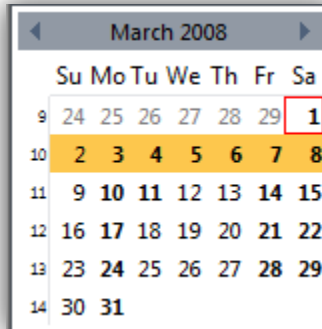 March 2008
Su Mo Tu We Th Fr Sa
9 24 25 26 27 28 29 1
10 2 3 4 5 6 7 8
11 9 10 11 12 13 14 15
12 16 17 18 19 20 21 22
13 23 24 25 26 27 28 29
14 30 31